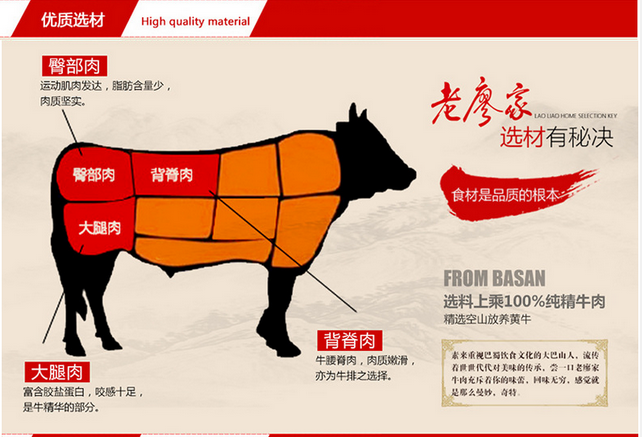 优质选材
High quality material
臀部肉
运动肌肉发达，脂肪含量少，
肉质坚实。
老廖家
LAO LIAO HOME SELECTION KEY
选材有秘决
臀部肉
背脊肉
大腿肉
食材是品质的根本
FROM BASAN
选料上乘100%纯精牛肉
精选空山放养黄牛
背脊肉
牛腰脊肉，肉质嫩滑，
亦为牛排之选择。
素来重视巴蜀饮食文化的大巴山人，流传
着世世代代对美味的传承，尝一口老廖家
牛肉充斥着你的味蕾，回味无穷，感觉就
是那么曼妙、奇特。
大腿肉
富含胶盐蛋白，咬感十足，
是牛精华的部分。